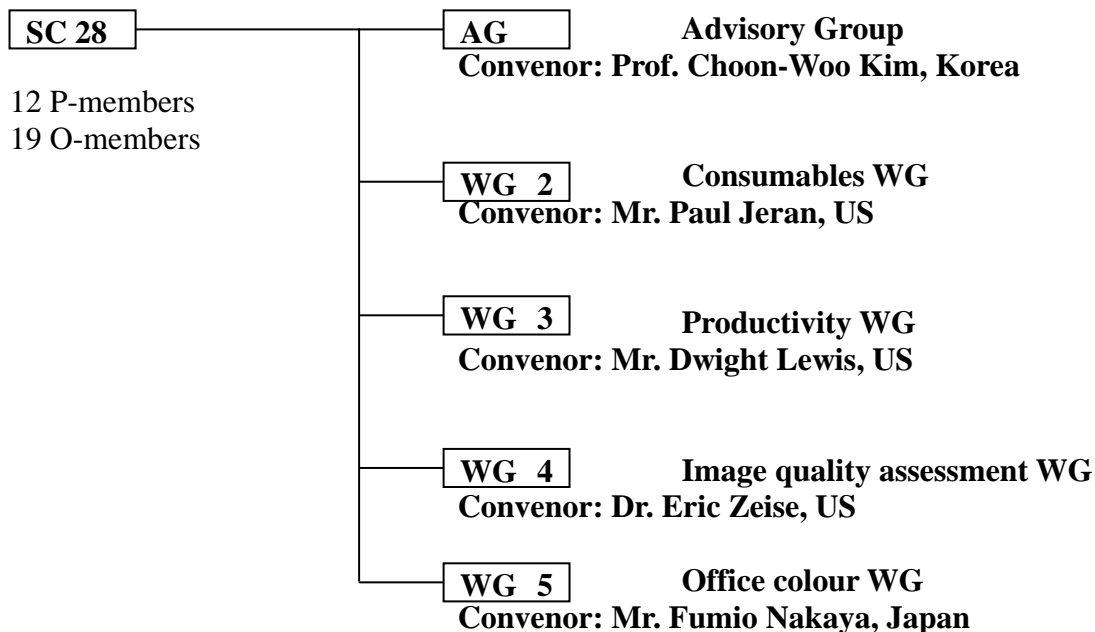 SC 28
12 P-members
19 O-members
AG Advisory Group
Convenor: Prof. Choon-Woo Kim, Korea
WG 2 Consumables WG
Convenor: Mr. Paul Jeran, US
WG 3 Productivity WG
Convenor: Mr. Dwight Lewis, US
WG 4 Image quality assessment WG
Convenor: Dr. Eric Zeise, US
WG 5 Office colour WG
Convenor: Mr. Fumio Nakaya, Japan